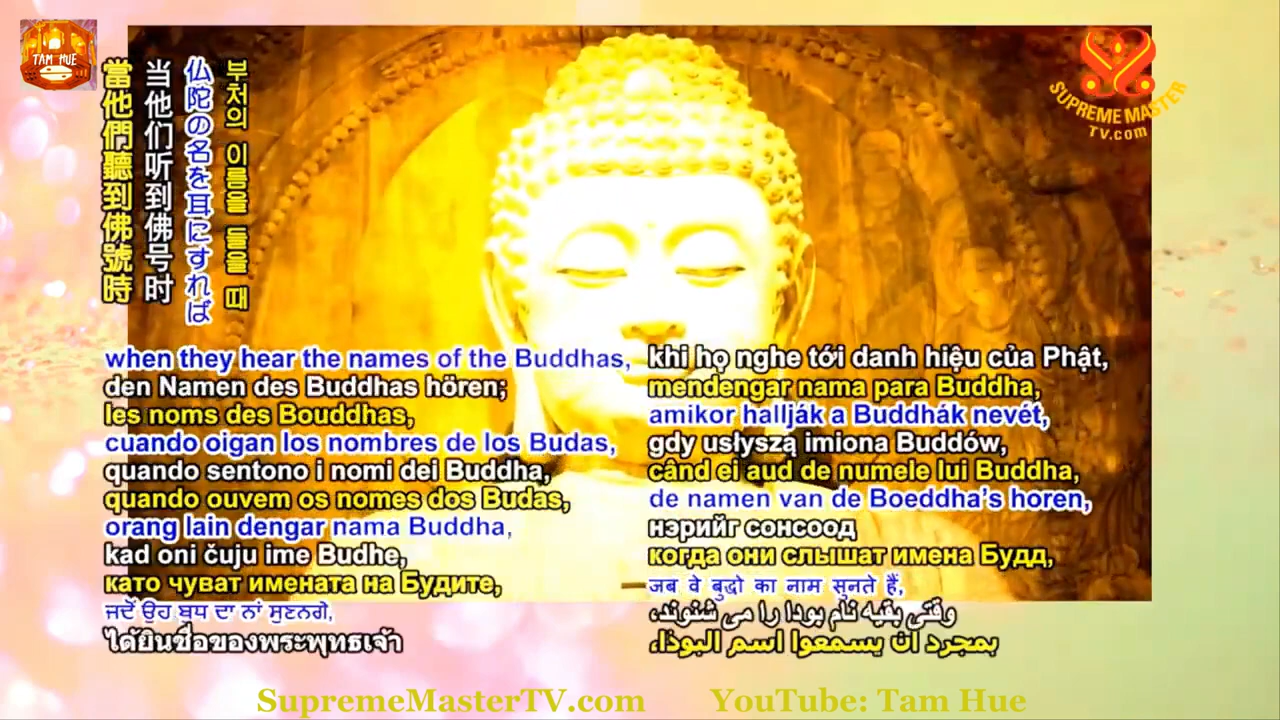 TAM HUE
SUPREME MASTER
TV.com
當他們聽到佛號時
当他们听到佛号时
仏陀の名を耳にすれば
부처의 이름을 들을 때
when they hear the names of the Buddhas,
den Namen des Buddhas hören;
les noms des Bouddhas,
cuando oigan los nombres de los Budas,
quando sentono i nomi dei Buddha,
quando ouvem os nomes dos Budas,
orang lain dengar nama Buddha,
kad oni čuju ime Budhe,
като чуват имената на Будите,
ਜਦੋਂ ਉਹ ਬੁਧ ਦਾ ਨਾਂ ਸੁਣਨਗੇ,
ได้ยินชื่อของพระพุทธเจ้า
khi họ nghe tới danh hiệu của Phật,
mendengar nama para Buddha,
amikor hallják a Buddhák nevét,
gdy usłyszą imiona Buddów,
când ei aud de numele lui Buddha,
de namen van de Boeddha's horen,
нэрийг сонсоод
когда они слышат имена Будд,
जब वे बुद्धो का नाम सुनते हैं,
وقتی بقیه نام بودا را می شنوند،
بمجرد ان يسمعوا اسم البوذا،
SupremeMasterTV.com
YouTube: Tam Hue